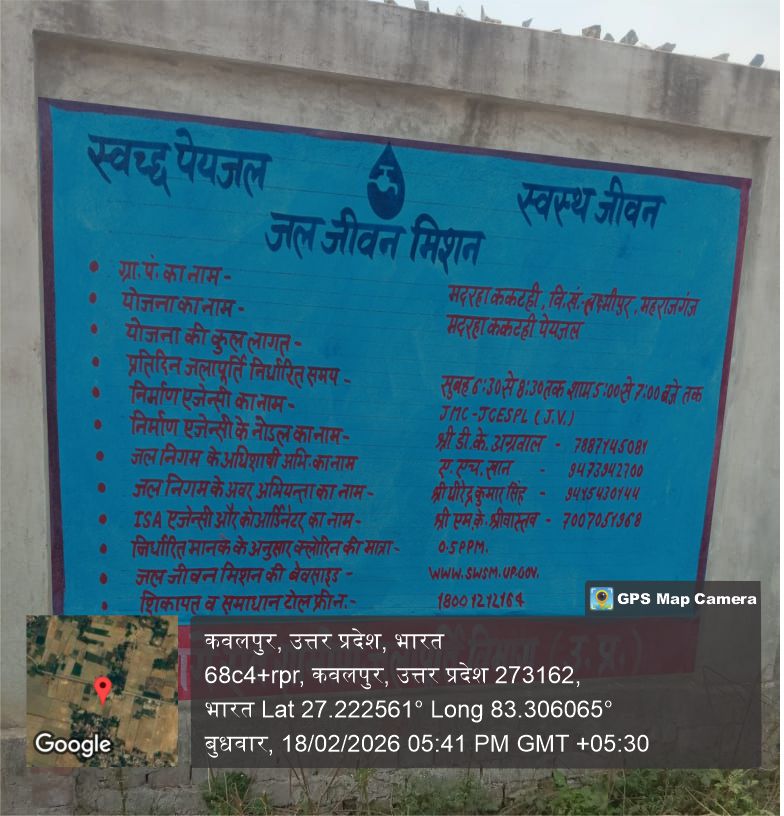 स्वच्छ पेयजल
स्वस्थ जीवन
जल जीवन मिशन
• ग्रा.पं. का नाम - मदरहा ककटही, वि.खं.-लक्ष्मीपुर, महराजगंज
• योजना का नाम - मदरहा ककटही पेयजल
• योजना की कुल लागत -
• प्रतिदिन जलापूर्ति निर्धारित समय - सुबह 6:30 से 8:30 तक शाम 5:00 से 7:00 बजे तक
• निर्माण एजेन्सी का नाम - JMC-JCESPL (J.V.)
• निर्माण एजेन्सी के नोडल का नाम - श्री डी.के. अग्रवाल - 7887145081
• जल निगम के अधिशाषी अभि. का नाम ए. एच. खान - 9473942700
• जल निगम के अवर अभियन्ता का नाम - श्री धीरेन्द्र कुमार सिंह - 9415430144
• ISA एजेन्सी और कोआर्डिनेटर का नाम - श्री एम.के. श्रीवास्तव - 7007051968
• निर्धारित मानक के अनुसार क्लोरिन की मात्रा - 0.5 PPM.
• जल जीवन मिशन की बेवसाइड - WWW.SWSM.UP.GOV.
• शिकायत व समाधान टोल फ्री नं. - 18001212164
(उ.प्र.)
GPS Map Camera
कवलपुर, उत्तर प्रदेश, भारत
68c4+rpr, कवलपुर, उत्तर प्रदेश 273162,
भारत Lat 27.222561° Long 83.306065°
बुधवार, 18/02/2026 05:41 PM GMT +05:30
Google